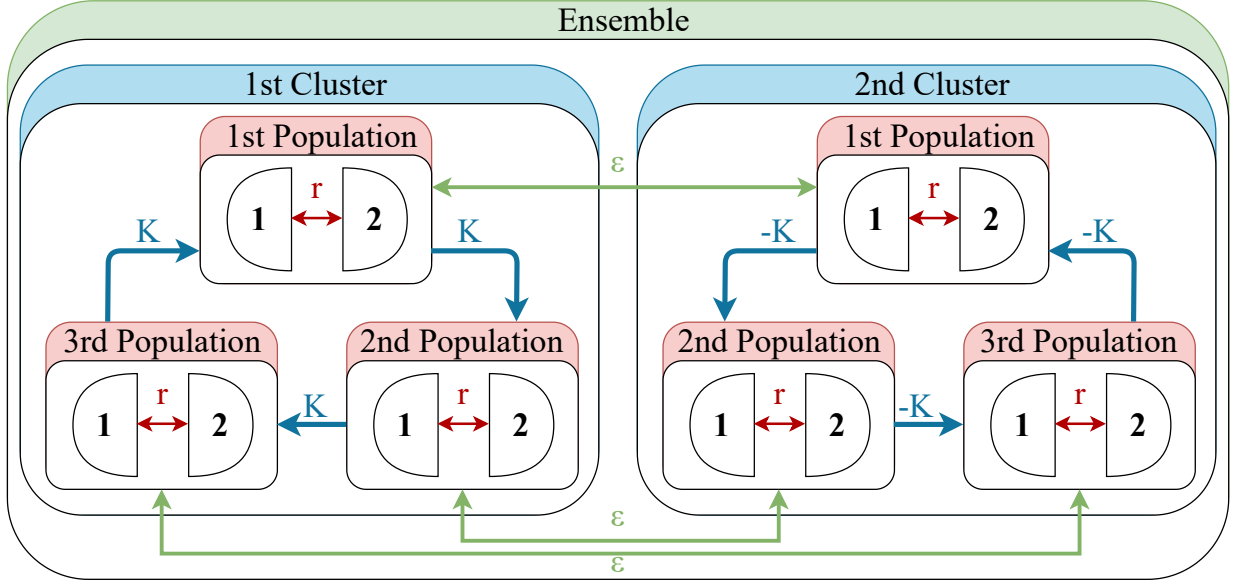 Ensemble
1st Cluster
2nd Cluster
1st Population
1st Population
ε
r
1
2
r
1
2
K
K
-K
-K
3rd Population
2nd Population
2nd Population
3rd Population
r
1
2
K
r
1
2
r
1
2
-K
r
1
2
ε
ε